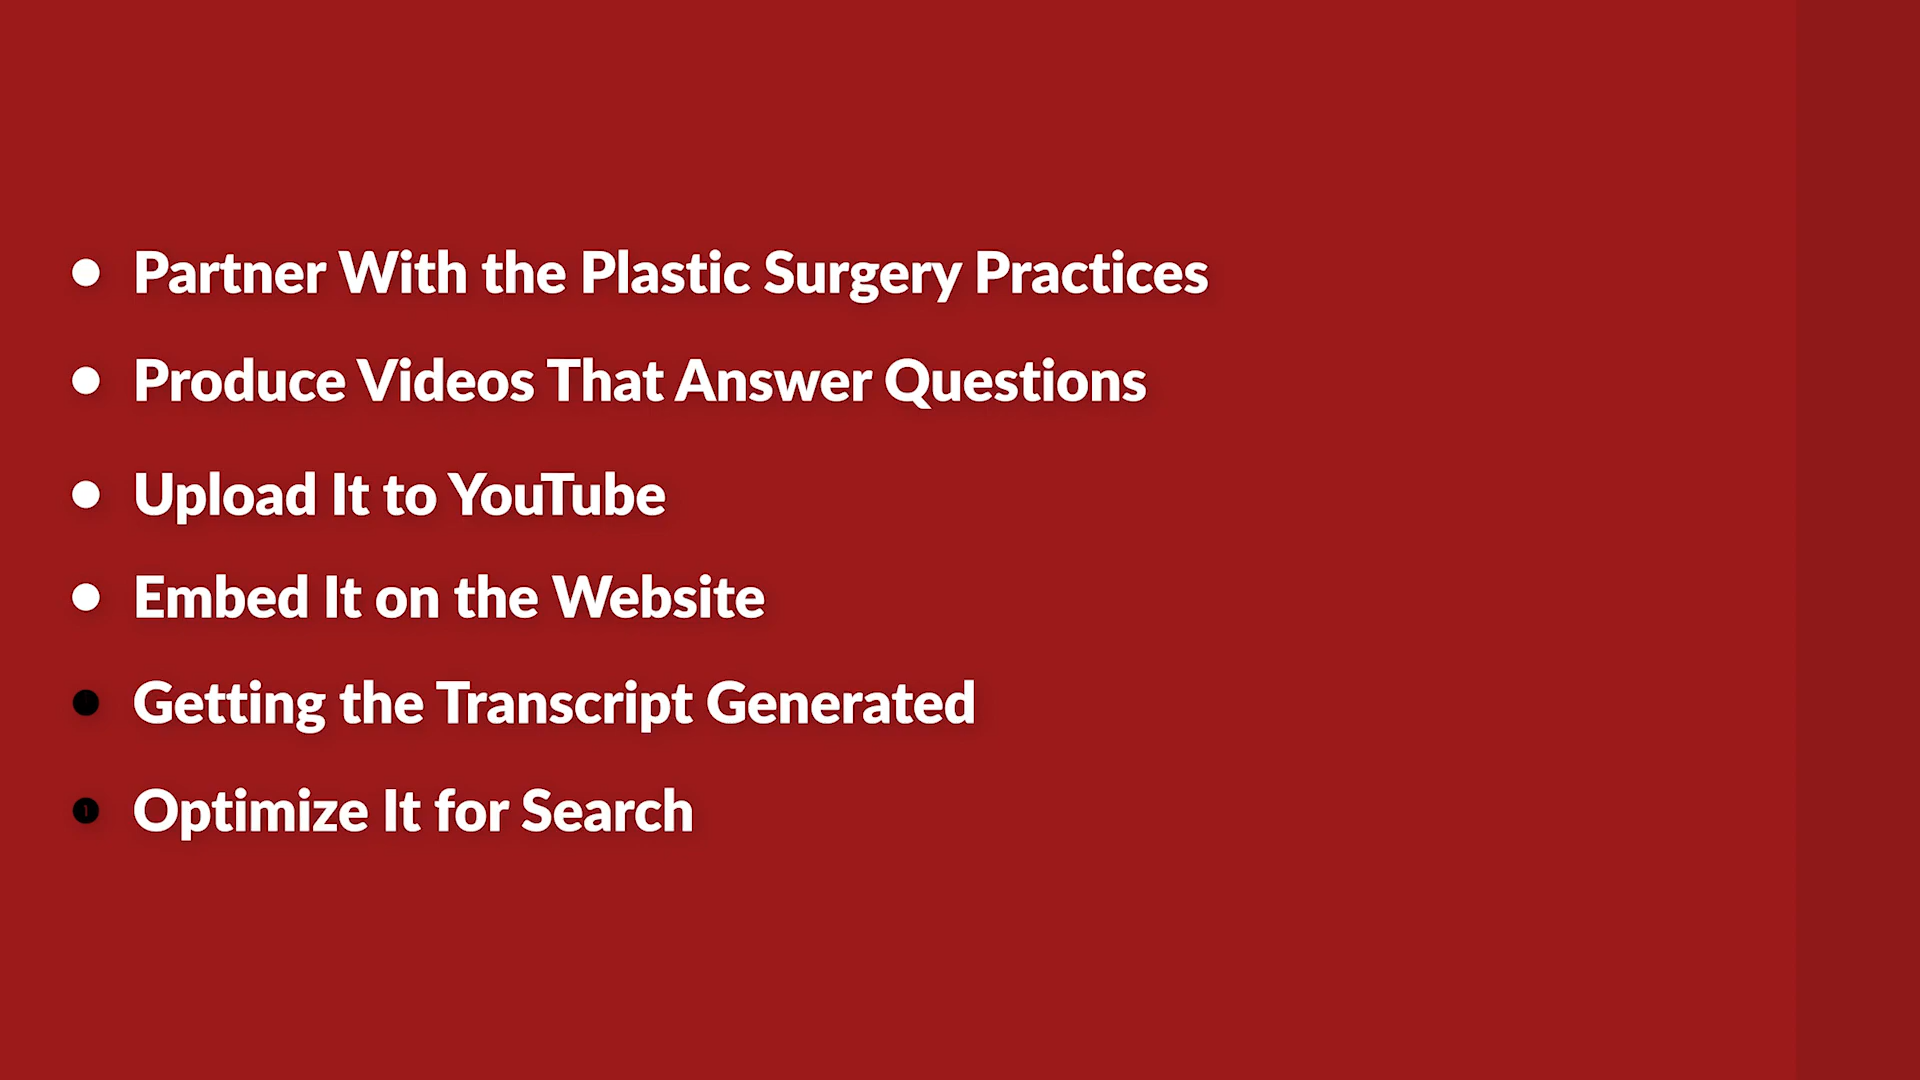 • Partner With the Plastic Surgery Practices
• Produce Videos That Answer Questions
• Upload It to YouTube
• Embed It on the Website
• Getting the Transcript Generated
• Optimize It for Search